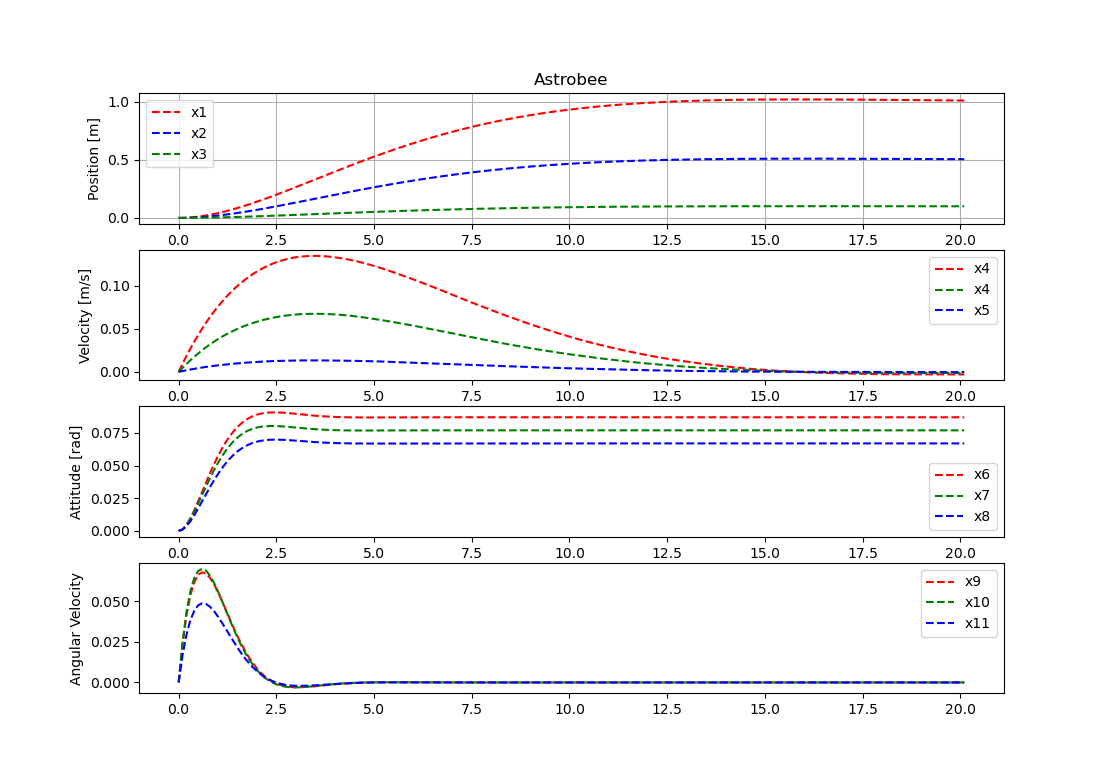 Astrobee
Position [m]
1.0
0.5
0.0
x1
x2
x3
0.0 2.5 5.0 7.5 10.0 12.5 15.0 17.5 20.0
Velocity [m/s]
0.10
0.05
0.00
x4
x4
x5
0.0 2.5 5.0 7.5 10.0 12.5 15.0 17.5 20.0
Attitude [rad]
0.075
0.050
0.025
0.000
x6
x7
x8
0.0 2.5 5.0 7.5 10.0 12.5 15.0 17.5 20.0
Angular Velocity
0.050
0.025
0.000
x9
x10
x11
0.0 2.5 5.0 7.5 10.0 12.5 15.0 17.5 20.0